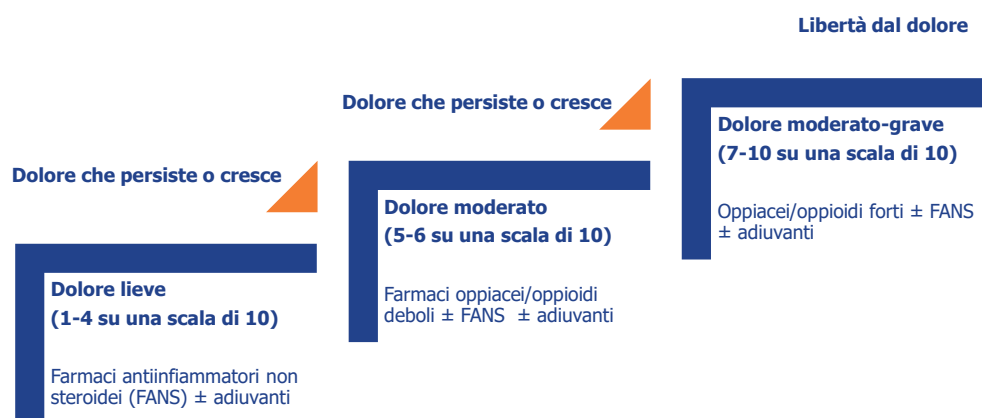 Libertà dal dolore
Dolore che persiste o cresce
Dolore moderato-grave
(7-10 su una scala di 10)
Oppiacei/oppioidi forti ± FANS
± adiuvanti
Dolore che persiste o cresce
Dolore moderato
(5-6 su una scala di 10)
Farmaci oppiacei/oppioidi
deboli ± FANS ± adiuvanti
Dolore lieve
(1-4 su una scala di 10)
Farmaci antiinfiammatori non
steroidei (FANS) ± adiuvanti